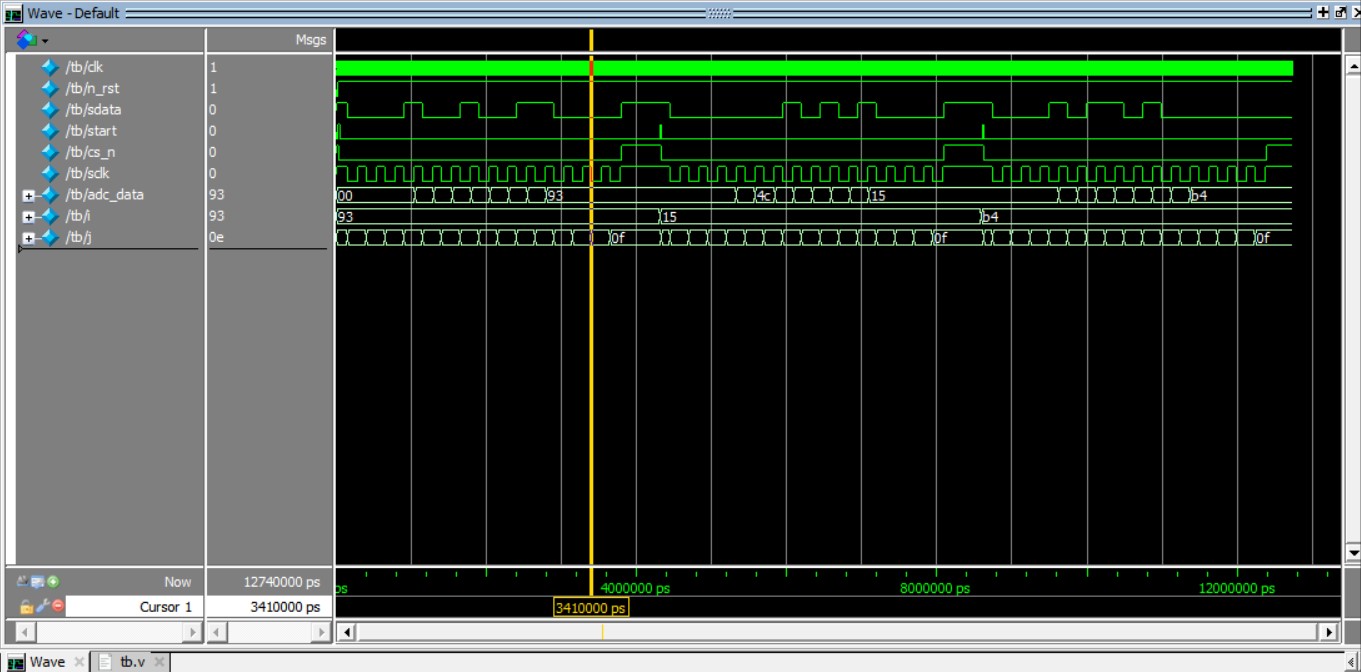 Wave - Default
Msgs
/tb/clk 1
/tb/n_rst 1
/tb/sdata 0
/tb/start 0
/tb/cs_n 0
/tb/sclk 0
/tb/adc_data 93 00 93 4c 15 b4
/tb/i 93 93 15 b4
/tb/j 0e 0f 0f 0f
Now 12740000 ps ps 4000000 ps 8000000 ps 12000000 ps
Cursor 1 3410000 ps 3410000 ps
Wave tb.v